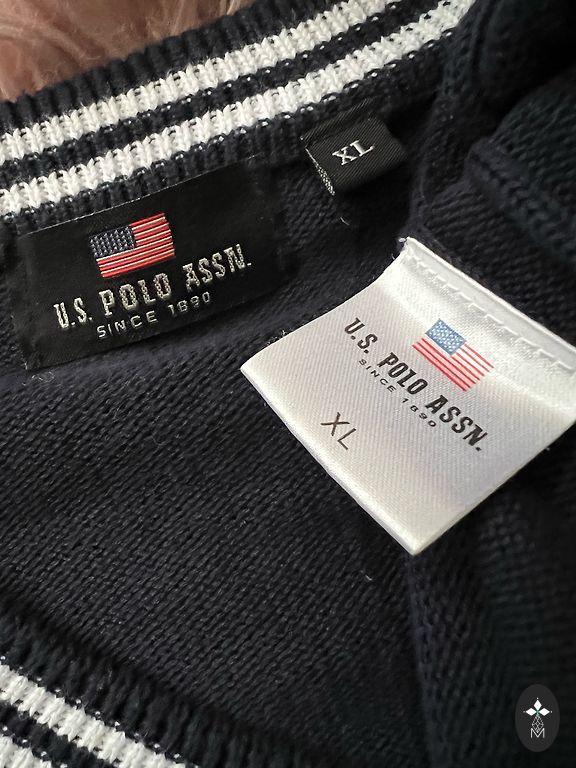 XL
U.S. POLO ASSN.
SINCE 1890
U.S. POLO ASSN.
SINCE 1890
XL